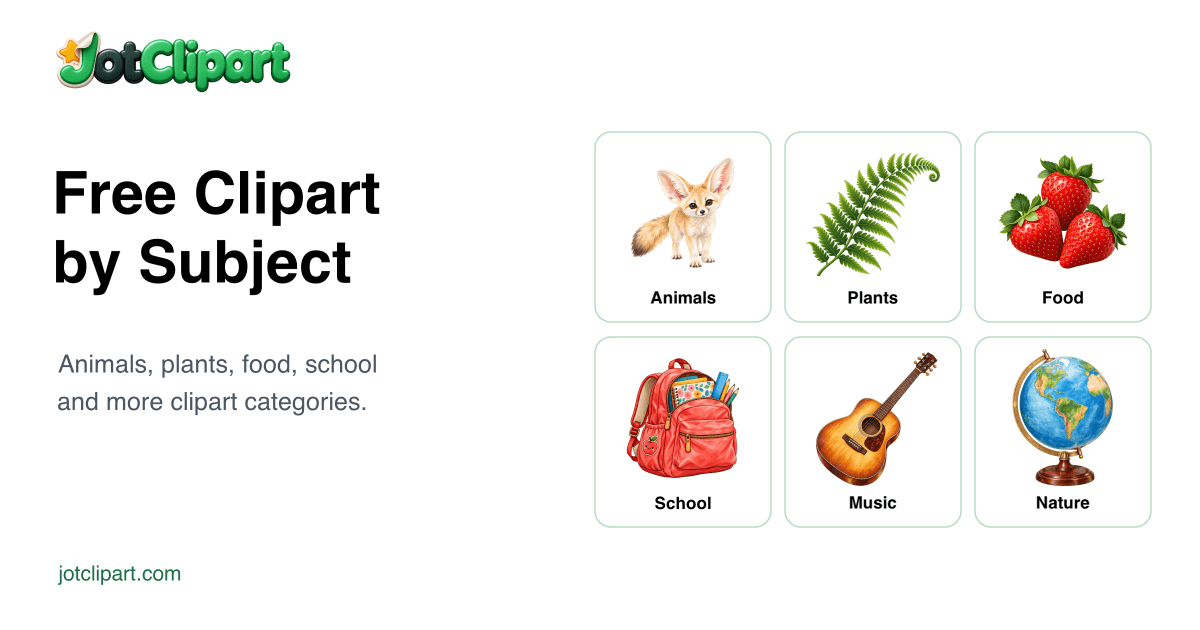 JotClipart
Free Clipart
by Subject
Animals, plants, food, school
and more clipart categories.
Animals
Plants
Food
School
Music
Nature
jotclipart.com